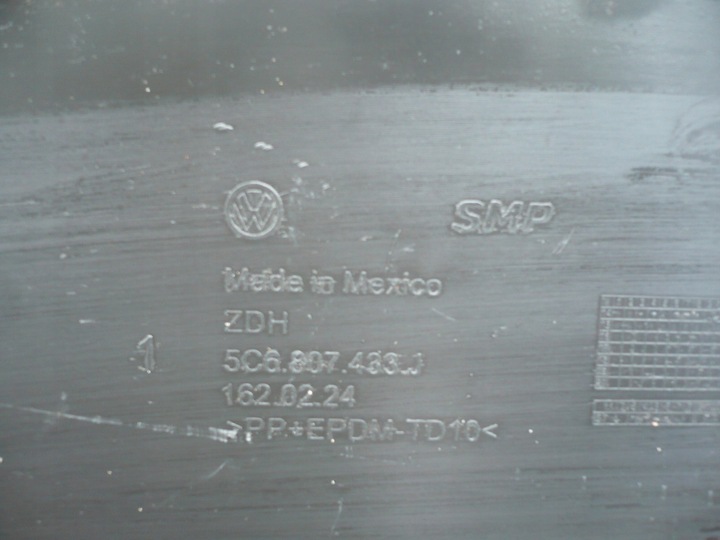 SMP
Made in Mexico
ZDH
1
5C6.807.433.J
162.02.24
>PP+EPDM-TD10<